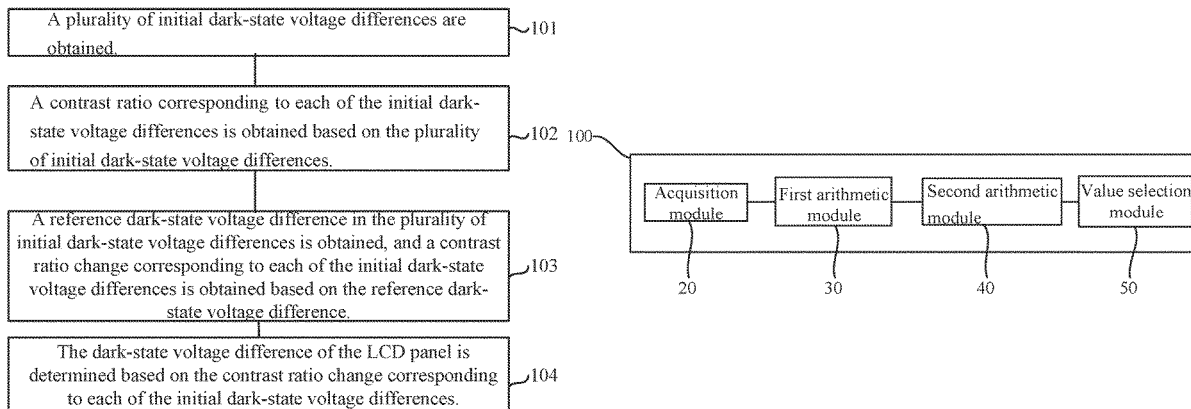 A plurality of initial dark-state voltage differences are
obtained.
101
A contrast ratio corresponding to each of the initial dark-
state voltage differences is obtained based on the plurality
of initial dark-state voltage differences.
102
A reference dark-state voltage difference in the plurality of
initial dark-state voltage differences is obtained, and a contrast
ratio change corresponding to each of the initial dark-state
voltage differences is obtained based on the reference dark-
state voltage difference.
103
The dark-state voltage difference of the LCD panel is
determined based on the contrast ratio change corresponding
to each of the initial dark-state voltage differences.
104
100
Acquisition
module
First arithmetic
module
Second arithmetic
module
Value selection
module
20
30
40
50